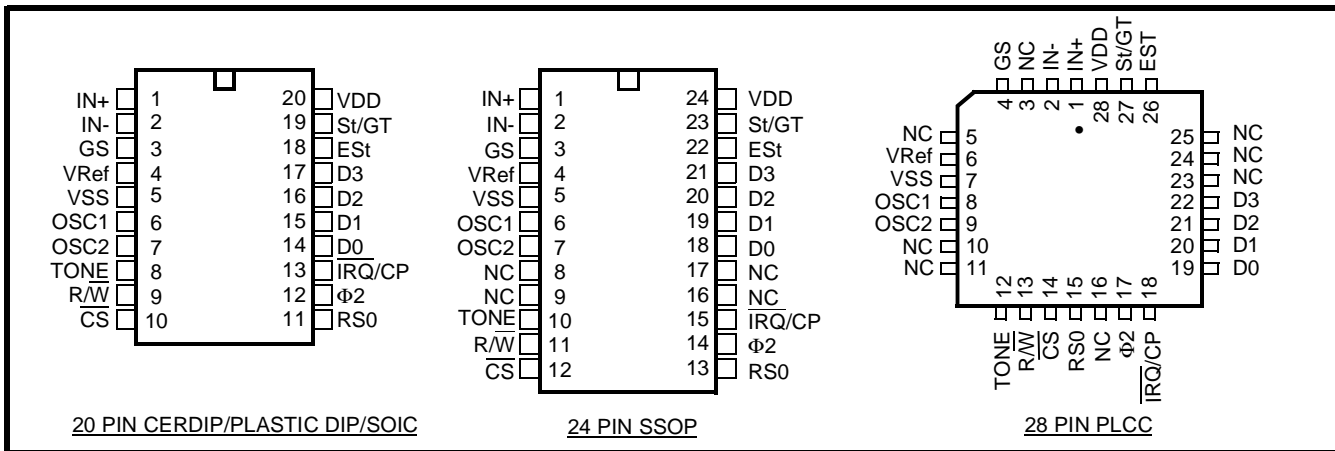 IN+ 1 20 VDD
IN- 2 19 St/GT
GS 3 18 ESt
VRef 4 17 D3
VSS 5 16 D2
OSC1 6 15 D1
OSC2 7 14 D0
TONE 8 13 I̅R̅Q̅/CP
R/W̅ 9 12 Φ2
C̅S̅ 10 11 RS0
20 PIN CERDIP/PLASTIC DIP/SOIC
IN+ 1 24 VDD
IN- 2 23 St/GT
GS 3 22 ESt
VRef 4 21 D3
VSS 5 20 D2
OSC1 6 19 D1
OSC2 7 18 D0
NC 8 17 NC
NC 9 16 NC
TONE 10 15 I̅R̅Q̅/CP
R/W̅ 11 14 Φ2
C̅S̅ 12 13 RS0
24 PIN SSOP
GS NC IN- IN+ VDD St/GT EST
4 3 2 1 28 27 26
NC 5 25 NC
VRef 6 24 NC
VSS 7 23 NC
OSC1 8 22 D3
OSC2 9 21 D2
NC 10 20 D1
NC 11 19 D0
12 13 14 15 16 17 18
TONE R/W̅ C̅S̅ RS0 NC Φ2 I̅R̅Q̅/CP
28 PIN PLCC